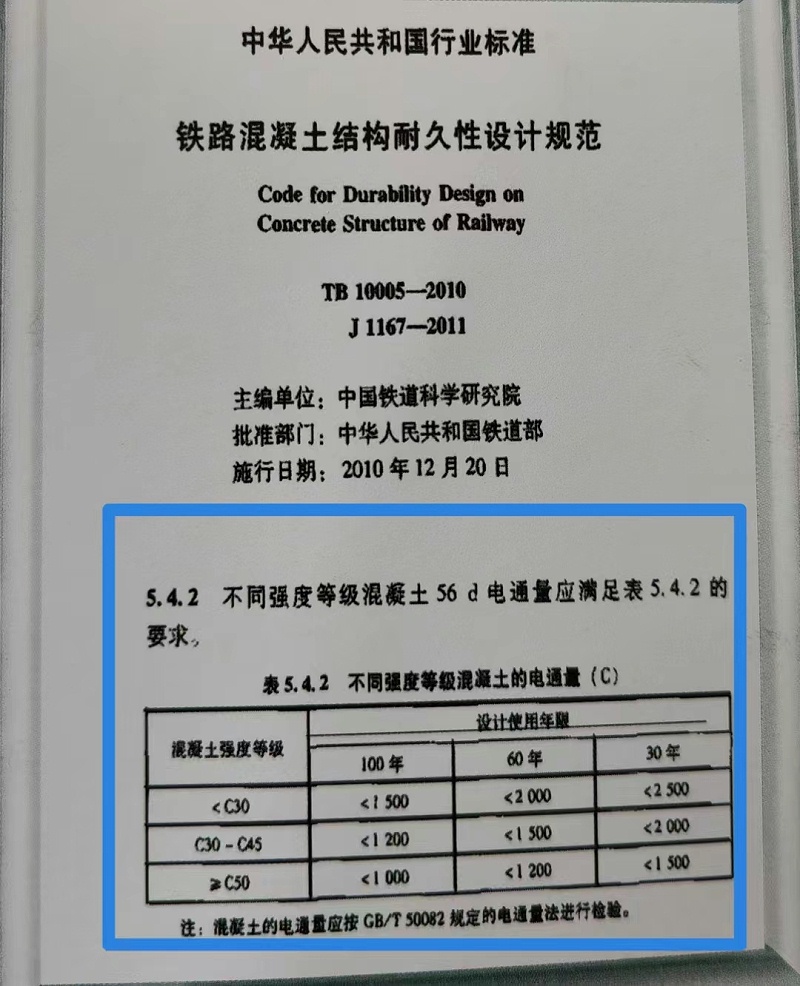 中华人民共和国行业标准
铁路混凝土结构耐久性设计规范
Code for Durability Design on
Concrete Structure of Railway
TB 10005—2010
J 1167—2011
主编单位：中国铁道科学研究院
批准部门：中华人民共和国铁道部
施行日期：2010 年 12 月 20 日
5.4.2 不同强度等级混凝土 56 d 电通量应满足表 5.4.2 的
要求。
表 5.4.2 不同强度等级混凝土的电通量（C）
混凝土强度等级 设计使用年限
100 年 60 年 30 年
<C30 <1 500 <2 000 <2 500
C30－C45 <1 200 <1 500 <2 000
≥C50 <1 000 <1 200 <1 500
注：混凝土的电通量应按 GB/T 50082 规定的电通量法进行检验。